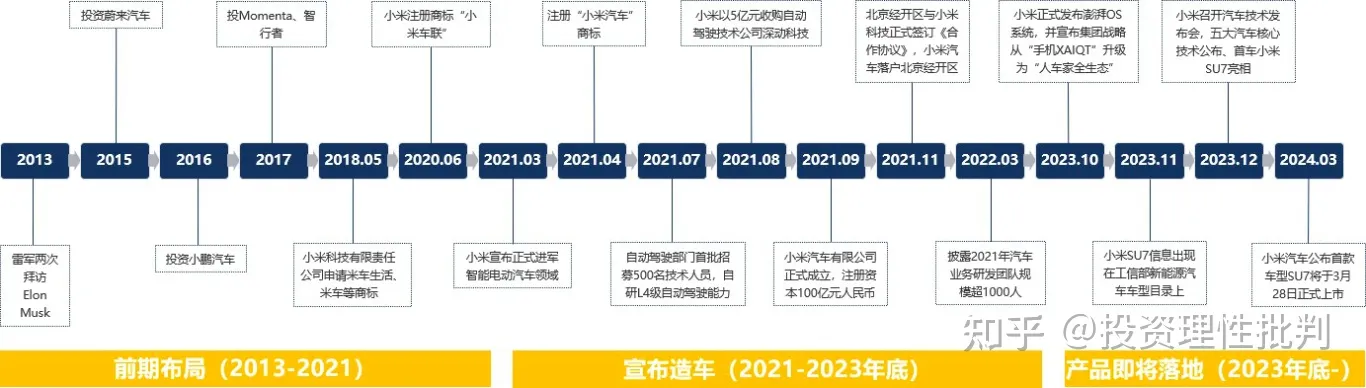 投资蔚来汽车
投Momenta、智
行者
小米注册商标“小
米车联”
注册“小米汽车”
商标
小米以5亿元收购自动
驾驶技术公司深动科技
北京经开区与小米
科技正式签订《合
作协议》，小米汽
车落户北京经开区
小米正式发布澎湃OS
系统，并宣布集团战略
从“手机XAIQT”升级
为“人车家全生态”
小米召开汽车技术发
布会，五大汽车核心
技术公布、首车小米
SU7亮相
2013
2015
2016
2017
2018.05
2020.06
2021.03
2021.04
2021.07
2021.08
2021.09
2021.11
2022.03
2023.10
2023.11
2023.12
2024.03
雷军两次
拜访
Elon
Musk
投资小鹏汽车
小米科技有限责任
公司申请米车生活、
米车等商标
小米宣布正式进军
智能电动汽车领域
自动驾驶部门首批招
募500名技术人员，自
研L4级自动驾驶能力
小米汽车有限公司
正式成立，注册资
本100亿元人民币
披露2021年汽车
业务研发团队规
模超1000人
小米SU7信息出现
在工信部新能源汽
车车型目录上
小米汽车公布首款
车型SU7将于3月
28日正式上市
知乎 @投资理性批判
前期布局（2013-2021）
宣布造车（2021-2023年底）
产品即将落地（2023年底-）